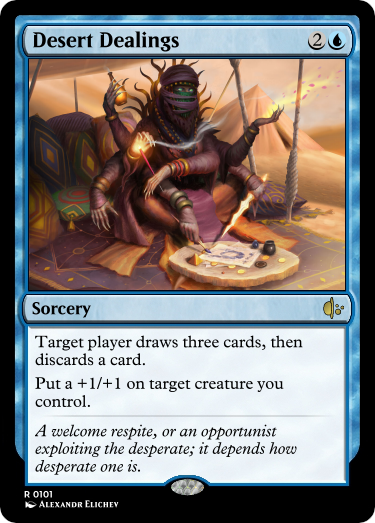 Desert Dealings 2
Sorcery
Target player draws three cards, then
discards a card.
Put a +1/+1 on target creature you
control.
A welcome respite, or an opportunist
exploiting the desperate; it depends how
desperate one is.
R 0101
Alexandr Elichev